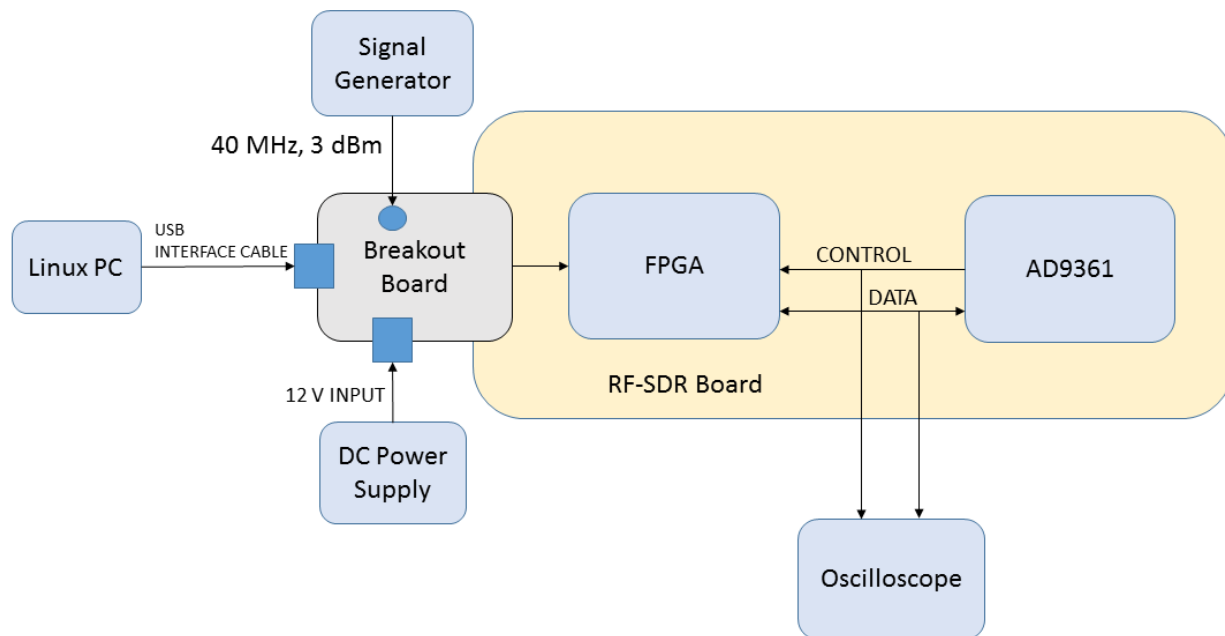 Signal
Generator
40 MHz, 3 dBm
USB
INTERFACE CABLE
Linux PC
Breakout
Board
FPGA
CONTROL
DATA
AD9361
RF-SDR Board
12 V INPUT
DC Power
Supply
Oscilloscope